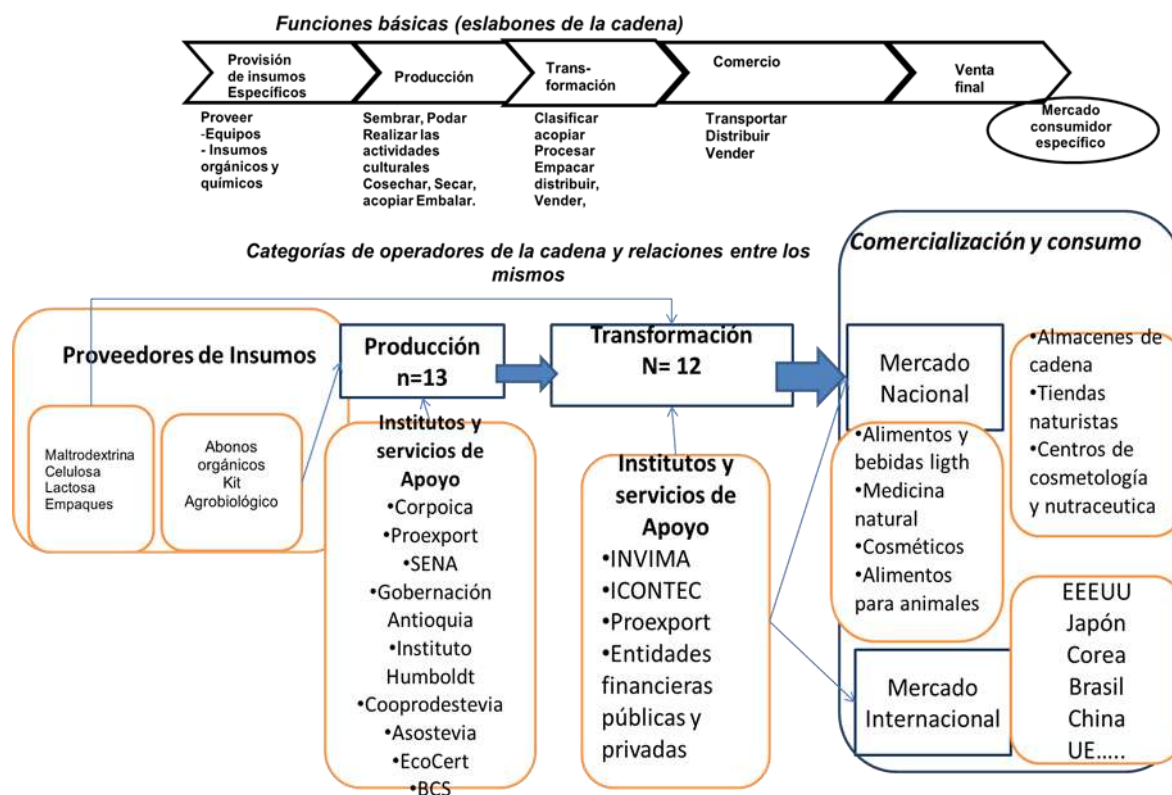 Funciones básicas (eslabones de la cadena)
Provisión
de insumos
Específicos
Producción
Trans-
formación
Comercio
Venta
final
Mercado
consumidor
específico
Proveer
-Equipos
- Insumos
orgánicos y
químicos
Sembrar, Podar
Realizar las
actividades
culturales
Cosechar, Secar,
acopiar Embalar.
Clasificar
acopiar
Procesar
Empacar
distribuir,
Vender,
Transportar
Distribuir
Vender
Categorías de operadores de la cadena y relaciones entre los
mismos
Comercialización y consumo
Proveedores de Insumos
Maltrodextrina
Celulosa
Lactosa
Empaques
Abonos
orgánicos
Kit
Agrobiológico
Producción
n=13
Institutos y
servicios de
Apoyo
•Corpoica
•Proexport
•SENA
•Gobernación
Antioquia
•Instituto
Humboldt
•Cooprodestevia
•Asostevia
•EcoCert
•BCS
Transformación
N= 12
Institutos y
servicios de
Apoyo
•INVIMA
•ICONTEC
•Proexport
•Entidades
financieras
públicas y
privadas
Mercado
Nacional
•Alimentos y
bebidas ligth
•Medicina
natural
•Cosméticos
•Alimentos
para animales
•Almacenes de
cadena
•Tiendas
naturistas
•Centros de
cosmetología
y nutraceutica
Mercado
Internacional
EEEUU
Japón
Corea
Brasil
China
UE.....